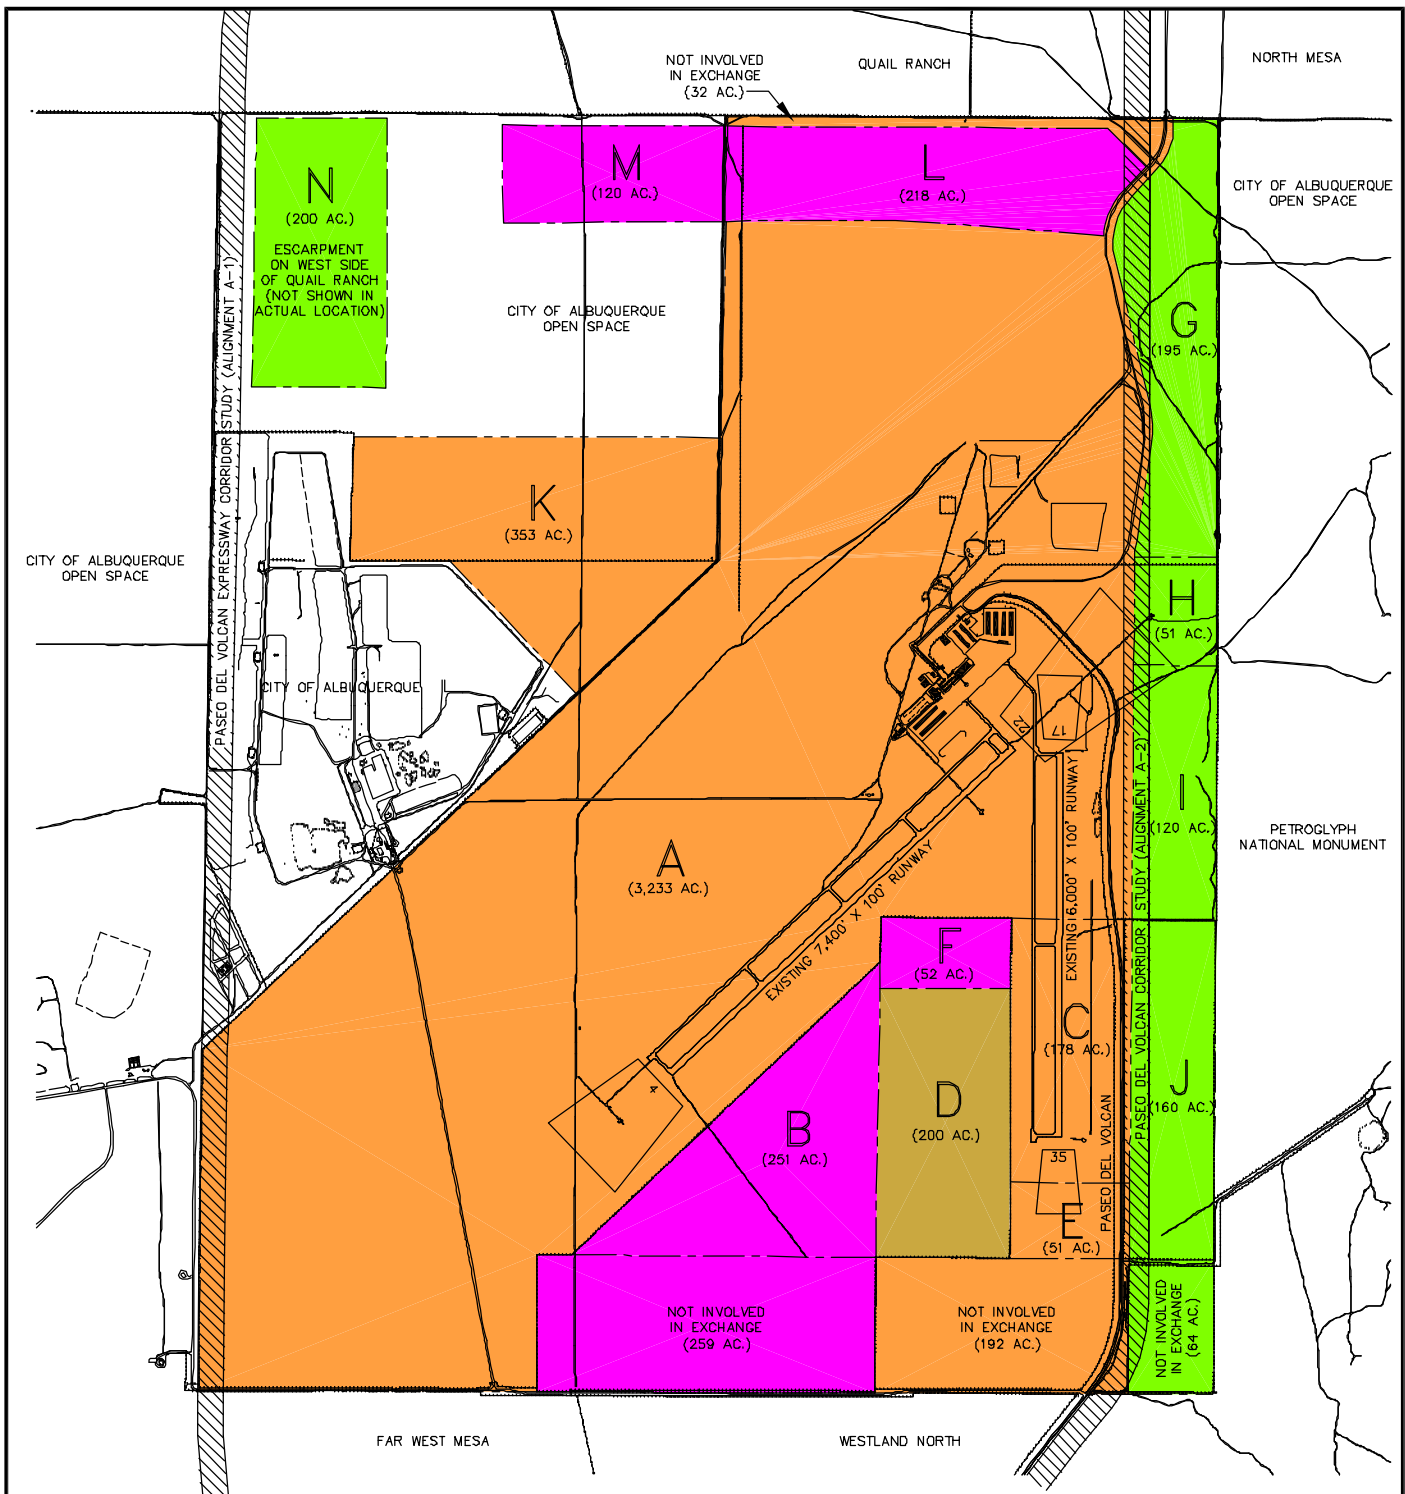 NOT INVOLVED
IN EXCHANGE
(32 AC.)
QUAIL RANCH
NORTH MESA
N
(200 AC.)
ESCARPMENT
ON WEST SIDE
OF QUAIL RANCH
(NOT SHOWN IN
ACTUAL LOCATION)
M
(120 AC.)
L
(218 AC.)
CITY OF ALBUQUERQUE
OPEN SPACE
CITY OF ALBUQUERQUE
OPEN SPACE
G
(195 AC.)
PASEO DEL VOLCAN EXPRESSWAY CORRIDOR STUDY (ALIGNMENT A-1)
K
(353 AC.)
CITY OF ALBUQUERQUE
OPEN SPACE
H
(51 AC.)
CITY OF ALBUQUERQUE
22
17
I
(120 AC.)
PETROGLYPH
NATIONAL MONUMENT
A
(3,233 AC.)
EXISTING 7,400' X 100' RUNWAY
EXISTING 6,000' X 100' RUNWAY
PASEO DEL VOLCAN CORRIDOR STUDY (ALIGNMENT A-2)
F
(52 AC.)
C
(178 AC.)
4
B
(251 AC.)
D
(200 AC.)
J
(160 AC.)
35
PASEO DEL VOLCAN
E
(51 AC.)
NOT INVOLVED
IN EXCHANGE
(259 AC.)
NOT INVOLVED
IN EXCHANGE
(192 AC.)
NOT INVOLVED
IN EXCHANGE
(64 AC.)
FAR WEST MESA
WESTLAND NORTH